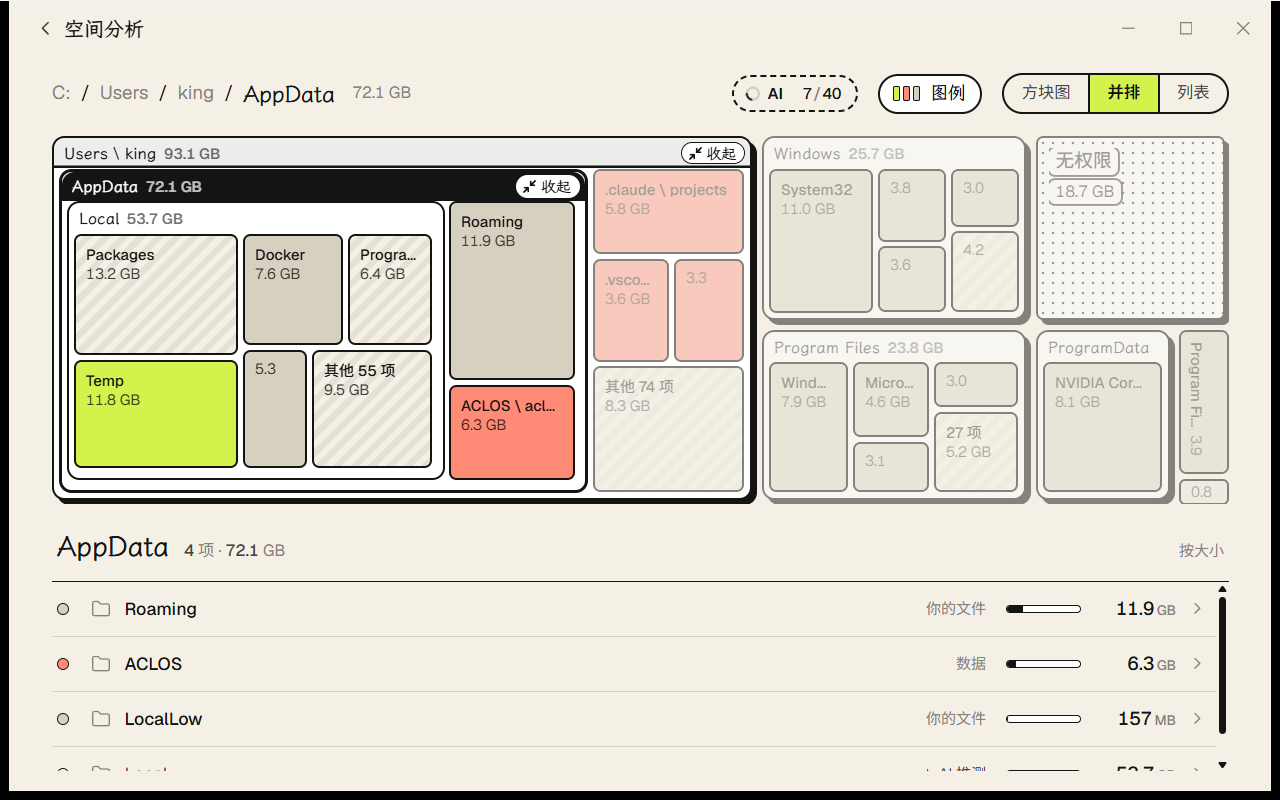 空间分析
C: / Users / king / AppData 72.1 GB
AI 7/40
图例
方块图 并排 列表
Users \ king 93.1 GB 收起
AppData 72.1 GB 收起
Local 53.7 GB
Packages
13.2 GB
Docker
7.6 GB
Progra...
6.4 GB
Temp
11.8 GB
5.3
其他 55 项
9.5 GB
Roaming
11.9 GB
ACLOS \ acl...
6.3 GB
.claude \ projects
5.8 GB
.vsco...
3.6 GB
3.3
其他 74 项
8.3 GB
Windows 25.7 GB
System32
11.0 GB
3.8
3.0
3.6
4.2
无权限
18.7 GB
Program Files 23.8 GB
Wind...
7.9 GB
Micro...
4.6 GB
3.0
3.1
27 项
5.2 GB
ProgramData
NVIDIA Cor...
8.1 GB
Program Fi... 3.9
0.8
AppData 4 项 · 72.1 GB
按大小
Roaming 你的文件 11.9 GB
ACLOS 数据 6.3 GB
LocalLow 你的文件 157 MB